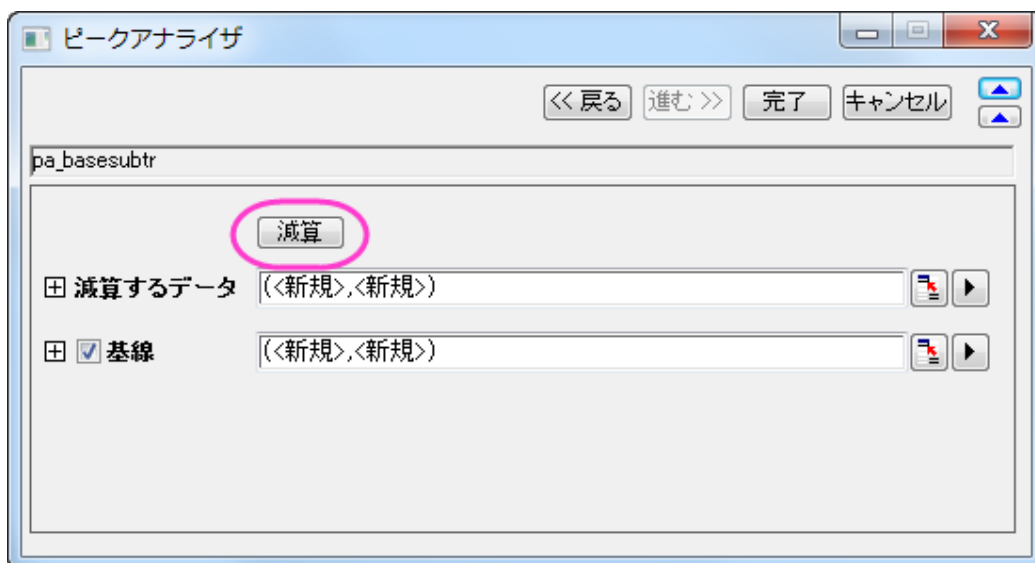 ピークアナライザ
<< 戻る 進む >> 完了 キャンセル
pa_basesubtr
減算
減算するデータ (<新規>,<新規>)
基線 (<新規>,<新規>)